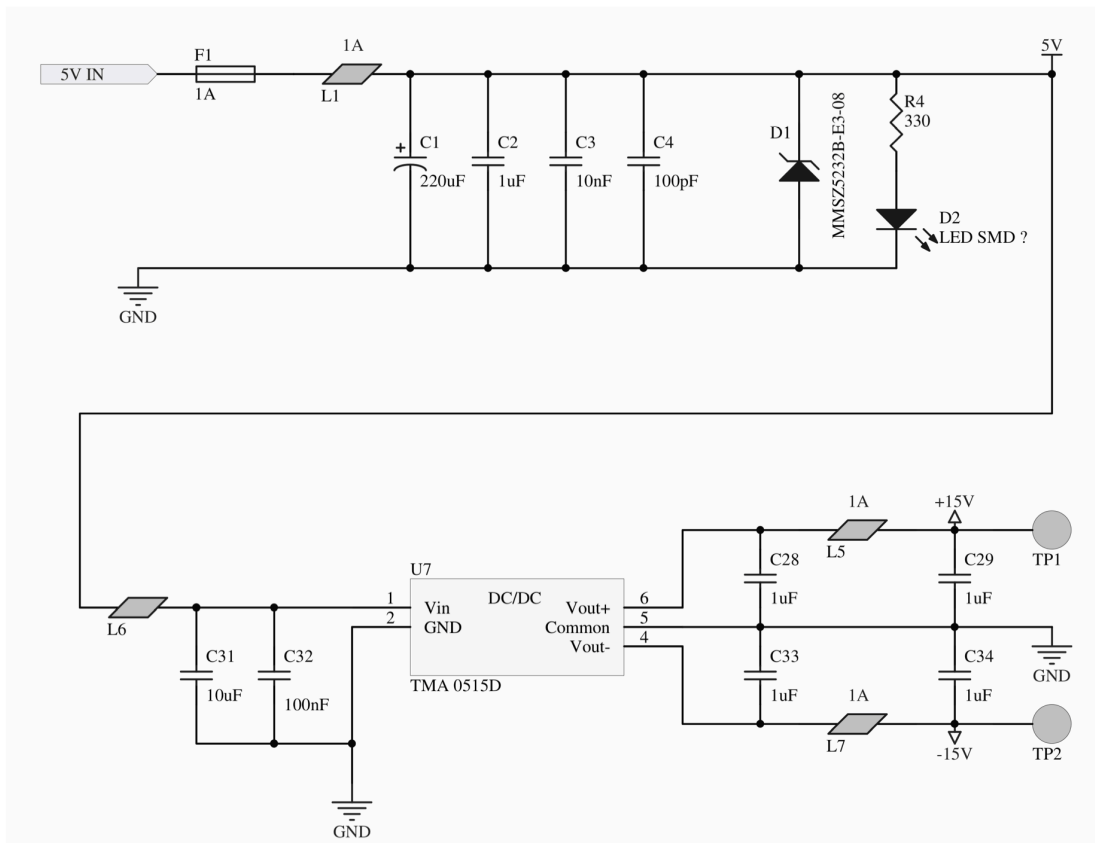 5V IN
F1
1A
1A
L1
+
C1
220uF
C2
1uF
C3
10nF
C4
100pF
D1
MMSZ5232B-E3-08
R4
330
D2
LED SMD ?
5V
GND
L6
C31
10uF
C32
100nF
GND
U7
DC/DC
1
Vin
2
GND
Vout+
6
Common
5
Vout-
4
TMA 0515D
C28
1uF
1A
L5
+15V
C29
1uF
TP1
C33
1uF
C34
1uF
GND
1A
L7
-15V
TP2